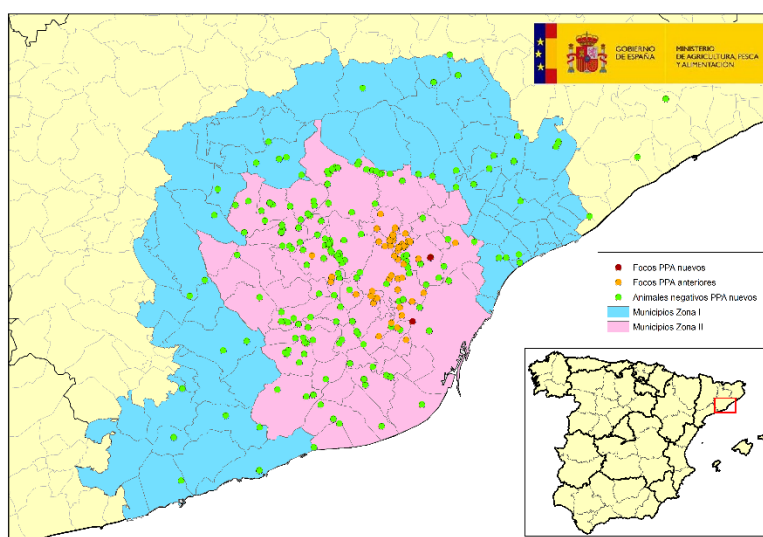 GOBIERNO
DE ESPAÑA
MINISTERIO
DE AGRICULTURA, PESCA
Y ALIMENTACIÓN
Focos PPA nuevos
Focos PPA anteriores
Animales negativos PPA nuevos
Municipios Zona I
Municipios Zona II